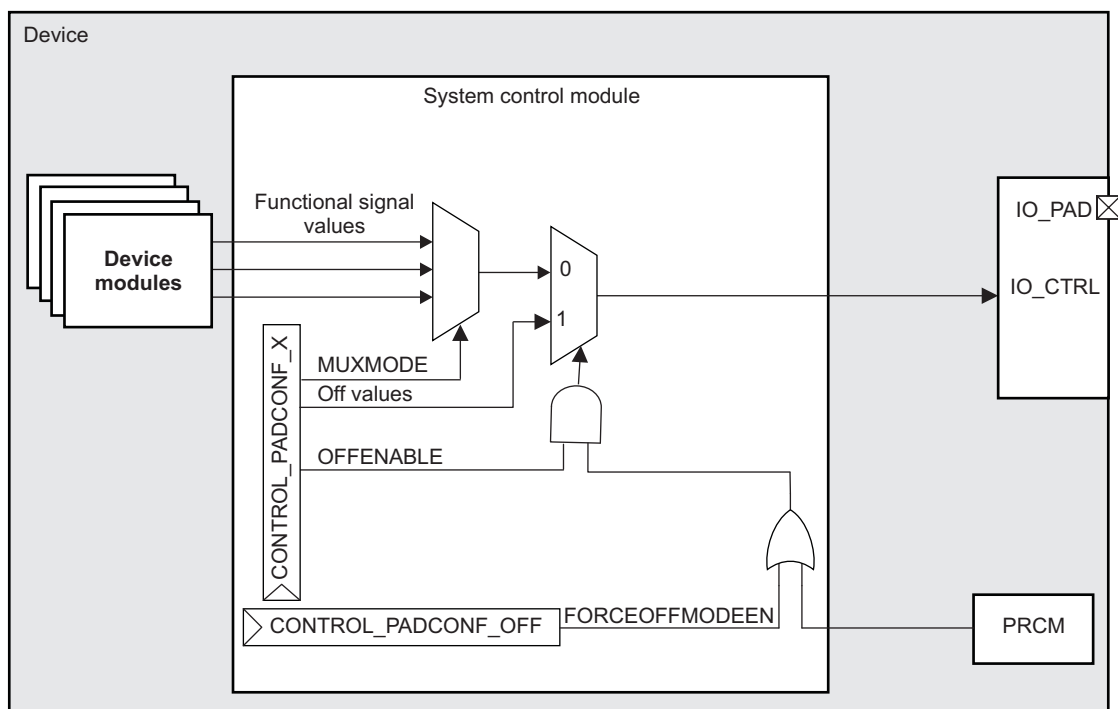 Device
System control module
Functional signal
values
Device
modules
IO_PAD
IO_CTRL
0
1
MUXMODE
Off values
OFFENABLE
CONTROL_PADCONF_X
CONTROL_PADCONF_OFF
FORCEOFFMODEEN
PRCM